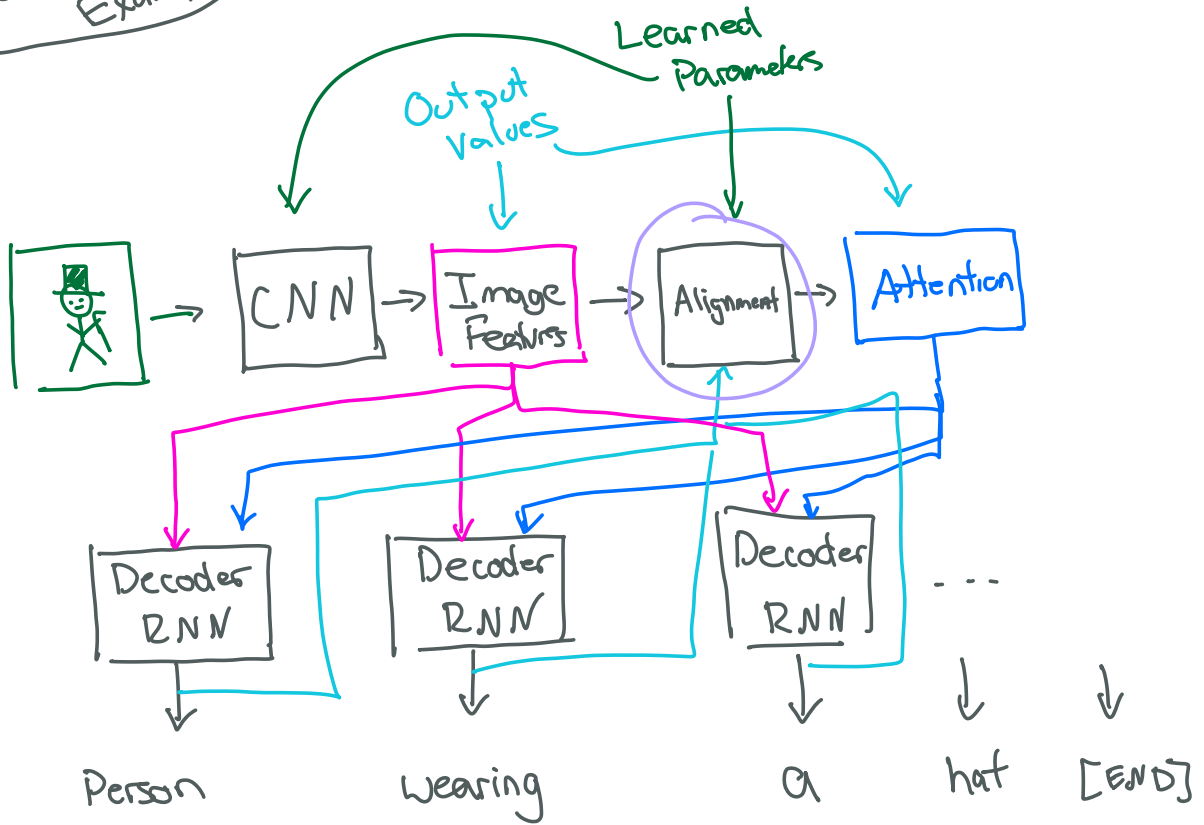 Learned
Parameters
Output
Values
CNN
Image
Features
Alignment
Attention
Decoder
RNN
Decoder
RNN
Decoder
RNN
...
Person
wearing
a
hat
[END]